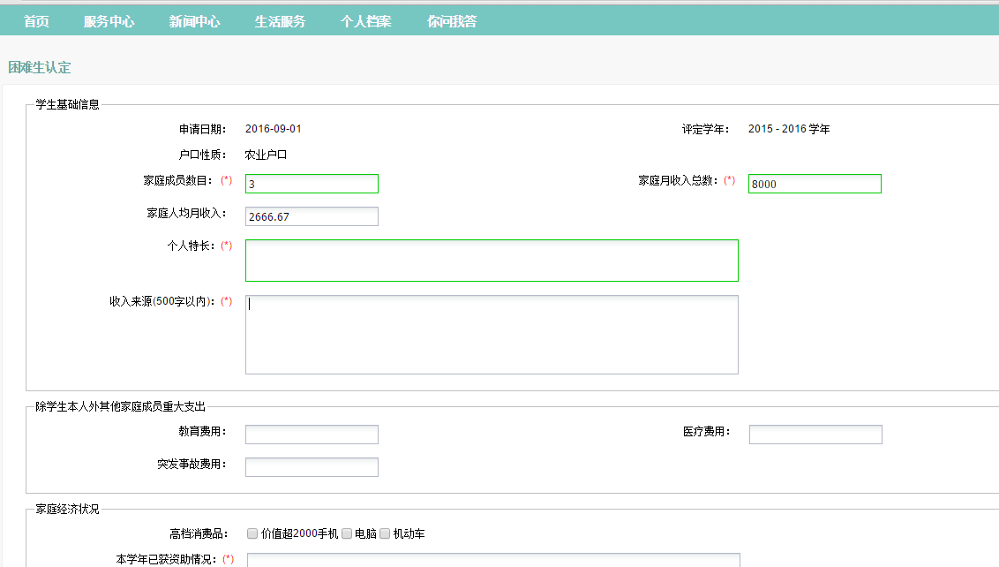 首页 服务中心 新闻中心 生活服务 个人档案 你问我答
困难生认定
学生基础信息
申请日期： 2016-09-01 评定学年： 2015 - 2016 学年
户口性质： 农业户口
家庭成员数目：(*) 3 家庭月收入总数：(*) 8000
家庭人均月收入： 2666.67
个人特长：(*)
收入来源(500字以内)：(*)
除学生本人外其他家庭成员重大支出
教育费用： 医疗费用：
突发事故费用：
家庭经济状况
高档消费品： 价值超2000手机 电脑 机动车
本学年已获资助情况：(*)